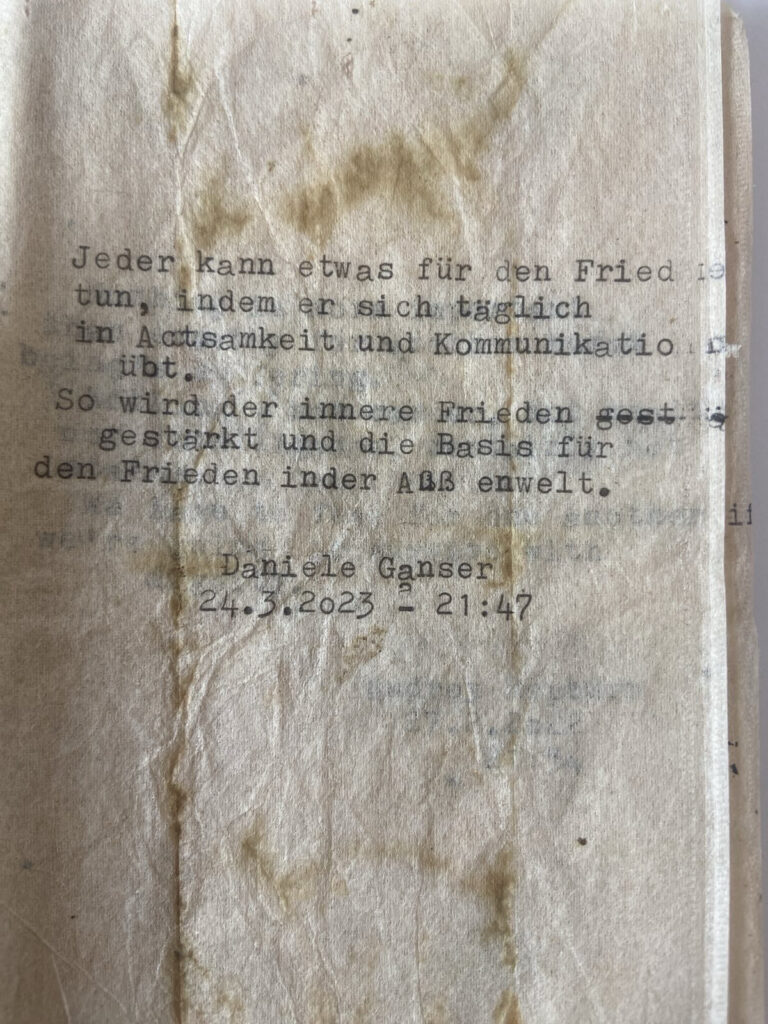 Jeder kann etwas für den Fried
tun, indem er sich täglich
in Actsamkeit und Kommunikatio
übt.
So wird der innere Frieden gest
gestärkt und die Basis für
den Frieden inder Aßß enwelt.
Daniele Ganser
24.3.2023 - 21:47